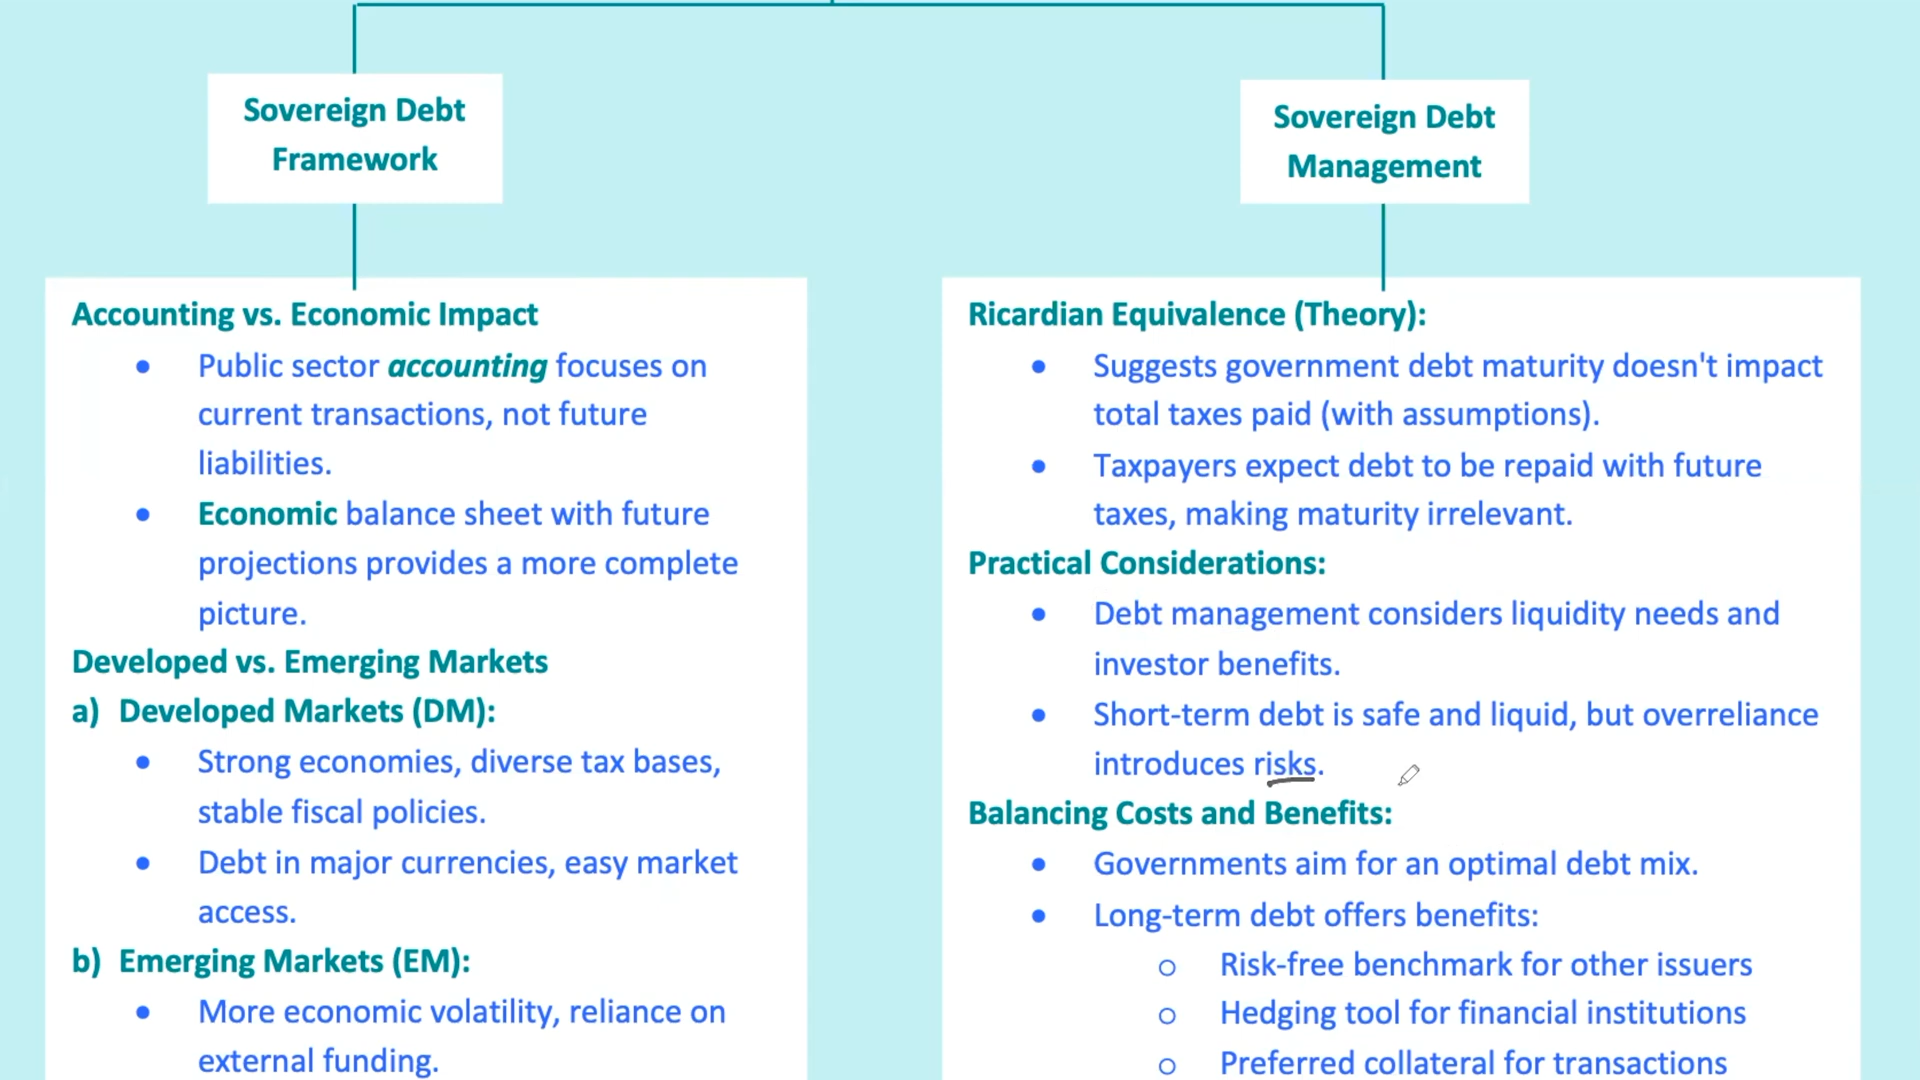 Sovereign Debt
Framework
Sovereign Debt
Management
Accounting vs. Economic Impact
• Public sector accounting focuses on
current transactions, not future
liabilities.
• Economic balance sheet with future
projections provides a more complete
picture.
Developed vs. Emerging Markets
a) Developed Markets (DM):
• Strong economies, diverse tax bases,
stable fiscal policies.
• Debt in major currencies, easy market
access.
b) Emerging Markets (EM):
• More economic volatility, reliance on
external funding.
Ricardian Equivalence (Theory):
• Suggests government debt maturity doesn't impact
total taxes paid (with assumptions).
• Taxpayers expect debt to be repaid with future
taxes, making maturity irrelevant.
Practical Considerations:
• Debt management considers liquidity needs and
investor benefits.
• Short-term debt is safe and liquid, but overreliance
introduces risks.
Balancing Costs and Benefits:
• Governments aim for an optimal debt mix.
• Long-term debt offers benefits:
o Risk-free benchmark for other issuers
o Hedging tool for financial institutions
o Preferred collateral for transactions